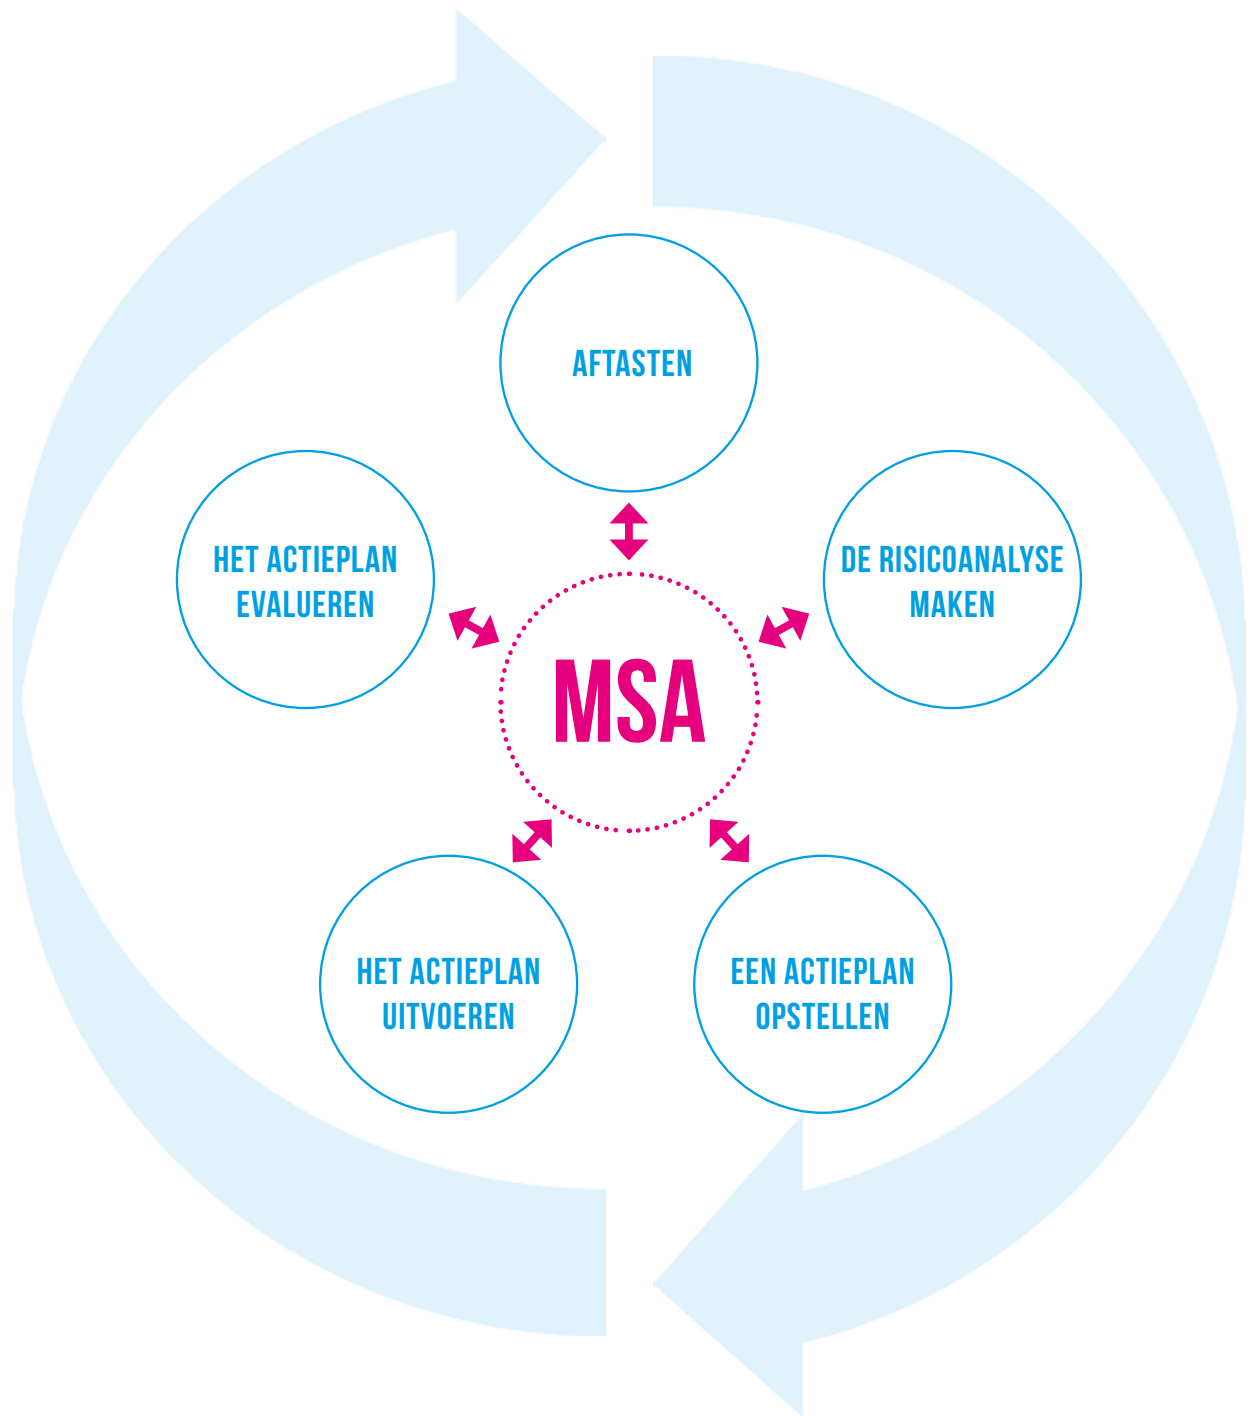 AFTASTEN
HET ACTIEPLAN
EVALUEREN
DE RISICOANALYSE
MAKEN
MSA
HET ACTIEPLAN
UITVOEREN
EEN ACTIEPLAN
OPSTELLEN